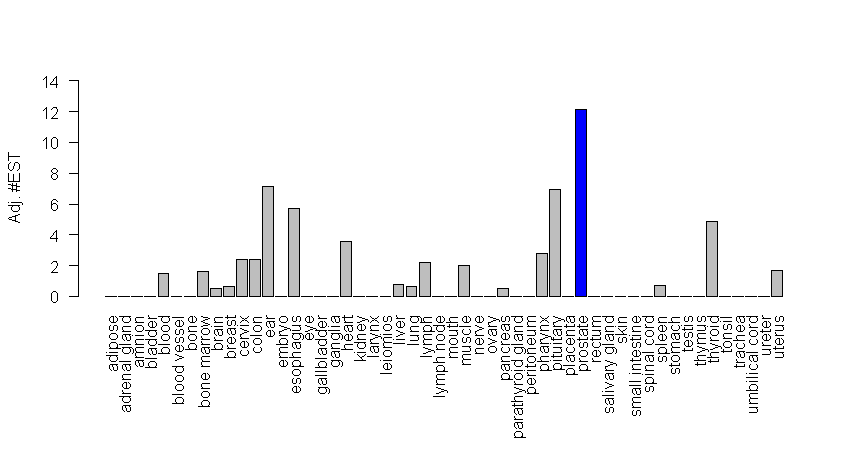 14
12
10
8
6
4
2
0
Adj. #EST
adipose
adrenal gland
amnion
bladder
blood
blood vessel
bone
bone marrow
brain
breast
cervix
colon
ear
embryo
esophagus
eye
gallbladder
ganglia
heart
kidney
larynx
leiomios
liver
lung
lymph
lymph node
mouth
muscle
nerve
ovary
pancreas
parathyroid gland
peritoneum
pharynx
pituitary
placenta
prostate
rectum
salivary gland
skin
small intestine
spinal cord
spleen
stomach
testis
thymus
thyroid
tonsil
trachea
umbilical cord
ureter
uterus